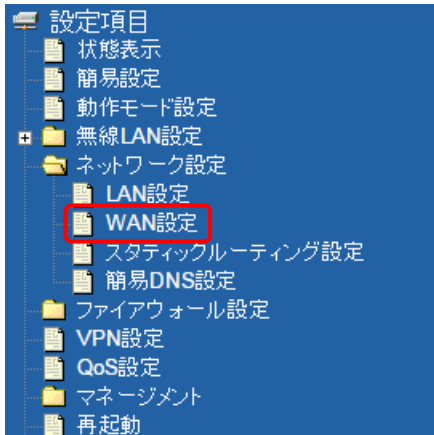 設定項目
状態表示
簡易設定
動作モード設定
無線LAN設定
ネットワーク設定
LAN設定
WAN設定
スタティックルーティング設定
簡易DNS設定
ファイアウォール設定
VPN設定
QoS設定
マネージメント
再起動